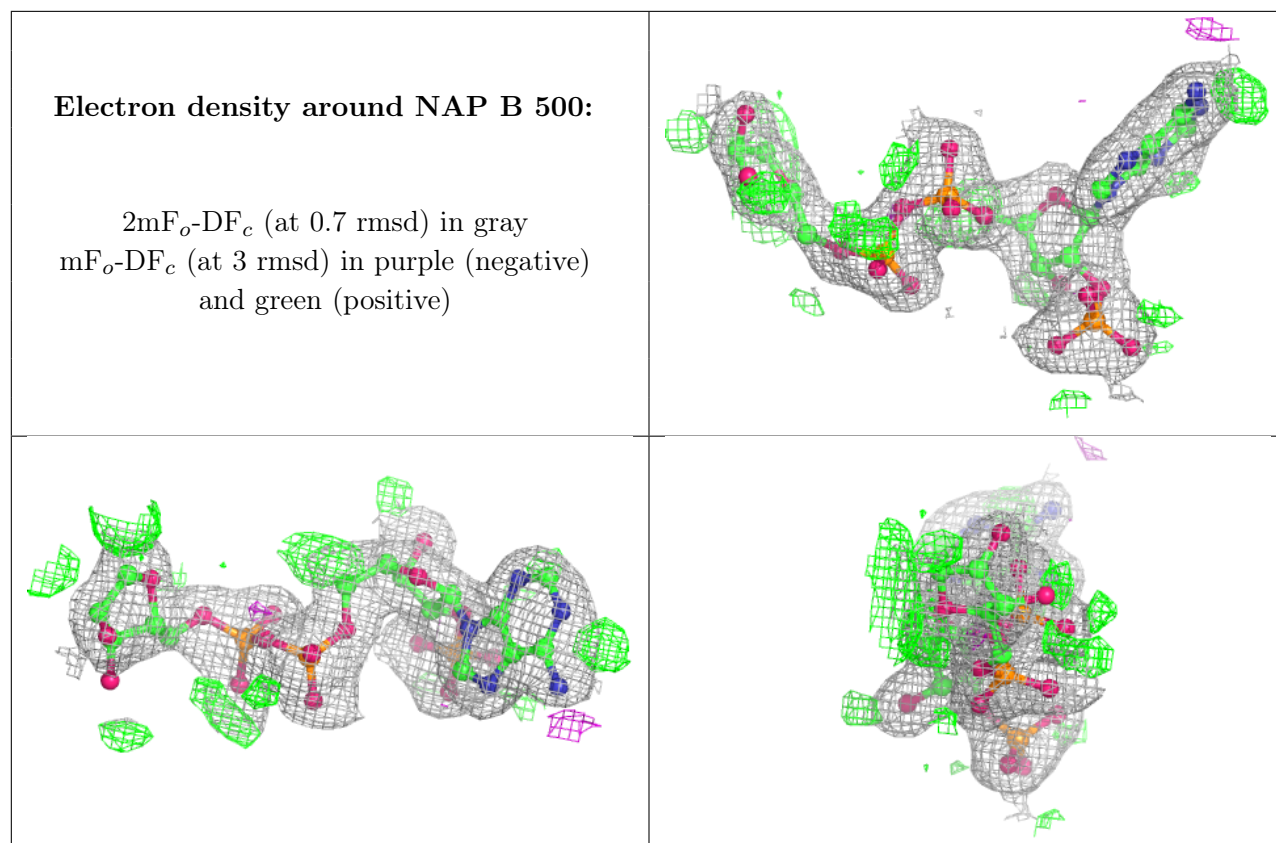 Electron density around NAP B 500:
2mFo-DFc (at 0.7 rmsd) in gray
mFo-DFc (at 3 rmsd) in purple (negative)
and green (positive)